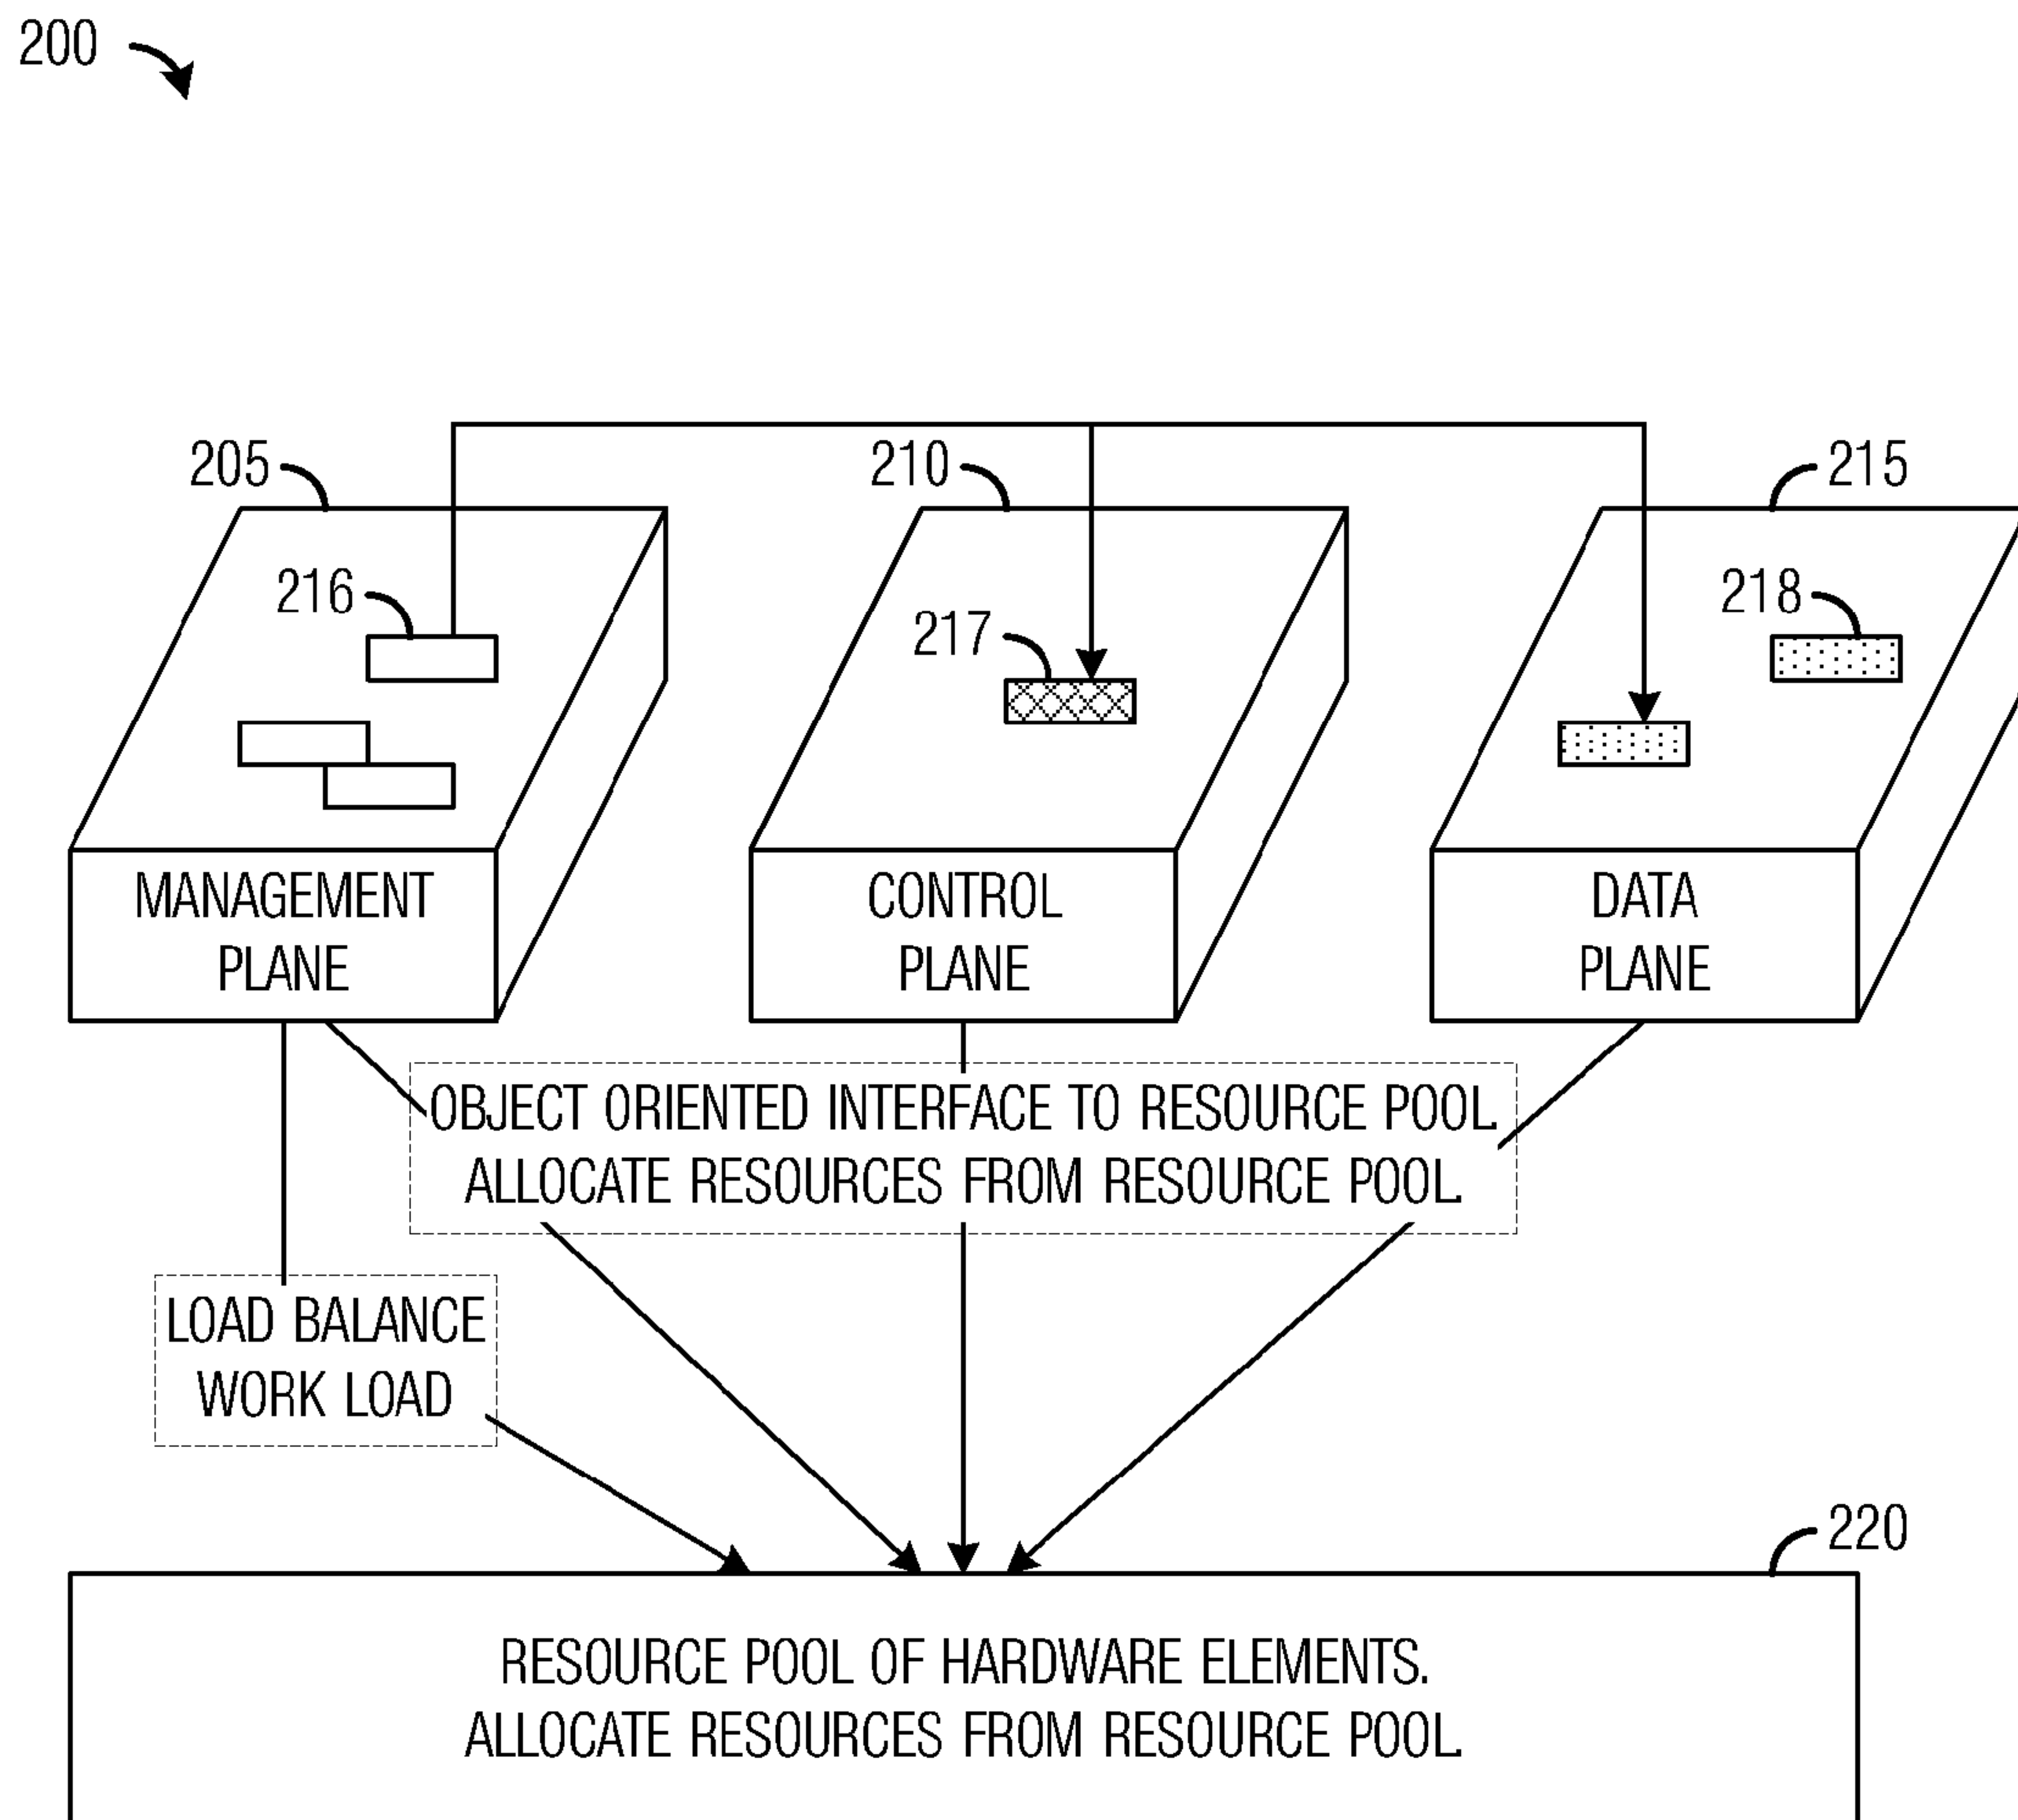 200
205
210
215
216
217
218
MANAGEMENT
PLANE
CONTROL
PLANE
DATA
PLANE
OBJECT ORIENTED INTERFACE TO RESOURCE POOL.
ALLOCATE RESOURCES FROM RESOURCE POOL.
LOAD BALANCE
WORK LOAD
220
RESOURCE POOL OF HARDWARE ELEMENTS.
ALLOCATE RESOURCES FROM RESOURCE POOL.